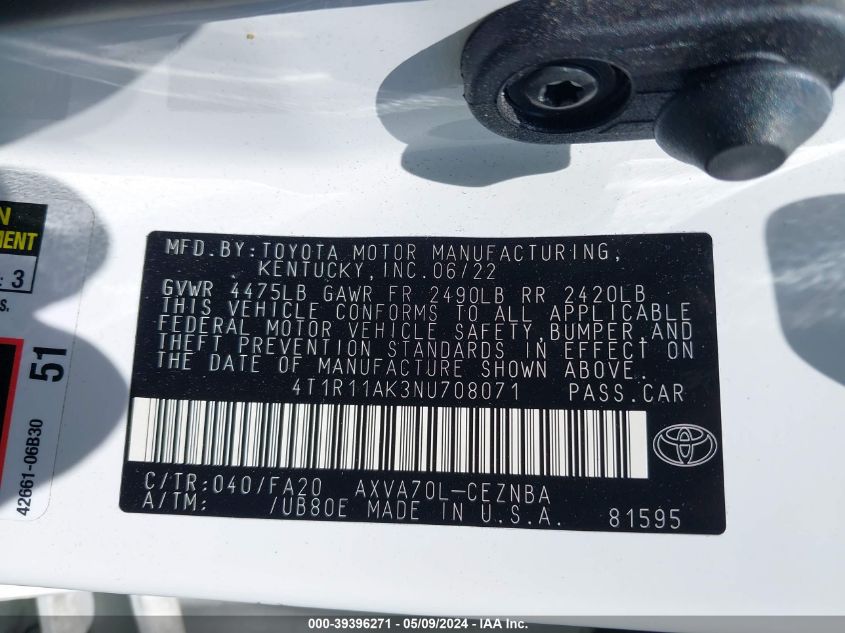 MFD. BY: TOYOTA MOTOR MANUFACTURING,
KENTUCKY, INC. 06/22
GVWR 4475LB GAWR FR 2490LB RR 2420LB
THIS VEHICLE CONFORMS TO ALL APPLICABLE
FEDERAL MOTOR VEHICLE SAFETY, BUMPER, AND
THEFT PREVENTION STANDARDS IN EFFECT ON
THE DATE OF MANUFACTURE SHOWN ABOVE.
4T1R11AK3NU708071 PASS. CAR
C/TR: 040/FA20 AXVA70L-CEZNBA
A/TM: /UB80E MADE IN U.S.A. 81595
N
MENT
: 3
s.
51
42661-06B30
000-39396271 - 05/09/2024 - IAA Inc.